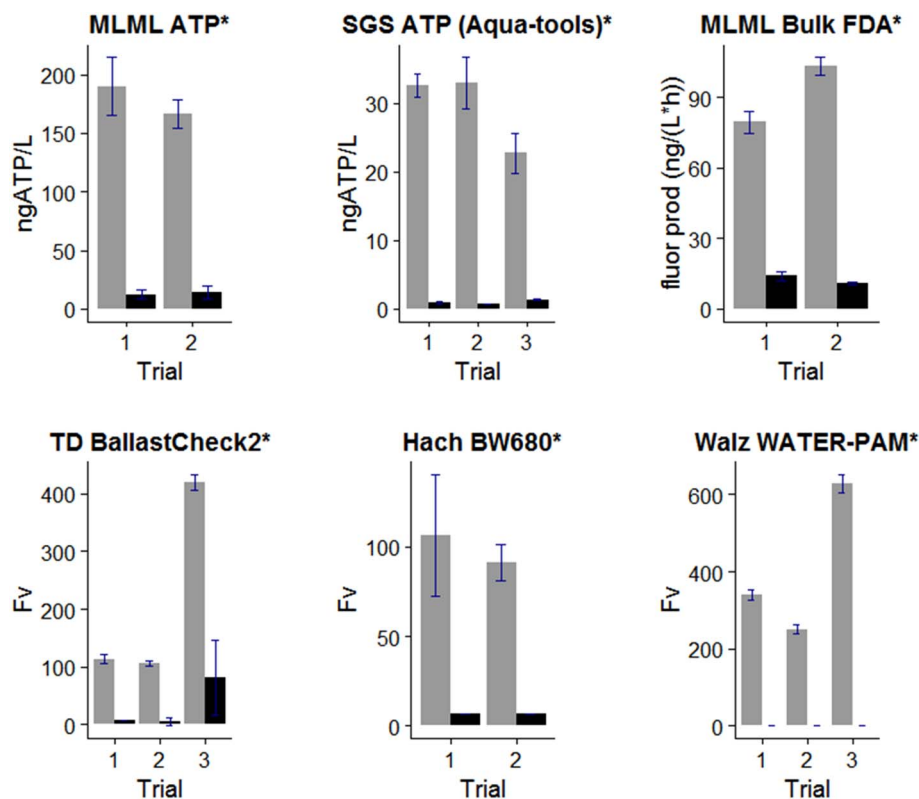 MLML ATP*
SGS ATP (Aqua-tools)*
MLML Bulk FDA*
ngATP/L
200
150
100
50
0
1 2
Trial
ngATP/L
30
20
10
0
1 2 3
Trial
fluor prod (ng/(L*h))
90
60
30
0
1 2
Trial
TD BallastCheck2*
Hach BW680*
Walz WATER-PAM*
Fv
400
300
200
100
0
1 2 3
Trial
Fv
100
50
0
1 2
Trial
Fv
600
400
200
0
1 2 3
Trial